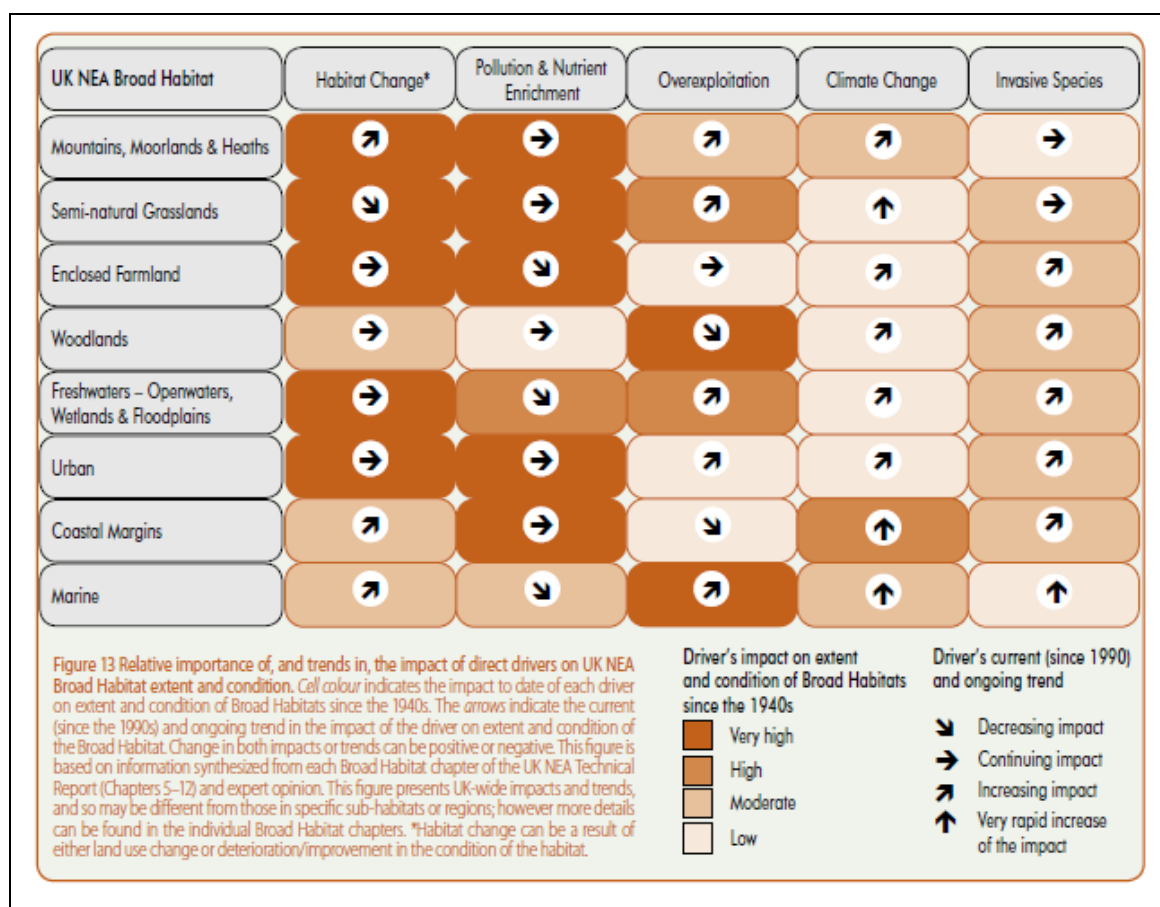 UK NEA Broad Habitat
Habitat Change*
Pollution & Nutrient
Enrichment
Overexploitation
Climate Change
Invasive Species
Mountains, Moorlands & Heaths
Semi-natural Grasslands
Enclosed Farmland
Woodlands
Freshwaters – Openwaters,
Wetlands & Floodplains
Urban
Coastal Margins
Marine
Figure 13 Relative importance of, and trends in, the impact of direct drivers on UK NEA
Broad Habitat extent and condition. Cell colour indicates the impact to date of each driver
on extent and condition of Broad Habitats since the 1940s. The arrows indicate the current
(since the 1990s) and ongoing trend in the impact of the driver on extent and condition of
the Broad Habitat. Change in both impacts or trends can be positive or negative. This figure is
based on information synthesized from each Broad Habitat chapter of the UK NEA Technical
Report (Chapters 5–12) and expert opinion. This figure presents UK-wide impacts and trends,
and so may be different from those in specific sub-habitats or regions; however more details
can be found in the individual Broad Habitat chapters. *Habitat change can be a result of
either land use change or deterioration/improvement in the condition of the habitat.
Driver's impact on extent
and condition of Broad Habitats
since the 1940s
Very high
High
Moderate
Low
Driver's current (since 1990)
and ongoing trend
Decreasing impact
Continuing impact
Increasing impact
Very rapid increase
of the impact